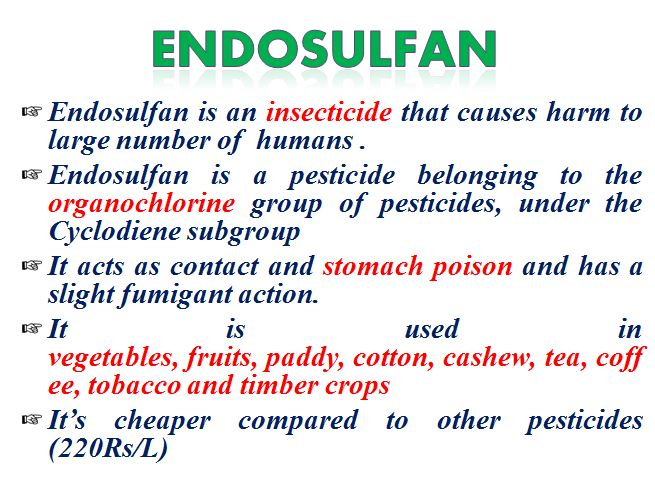 ENDOSULFAN
☞ Endosulfan is an insecticide that causes harm to
large number of humans .
☞ Endosulfan is a pesticide belonging to the
organochlorine group of pesticides, under the
Cyclodiene subgroup
☞ It acts as contact and stomach poison and has a
slight fumigant action.
☞ It is used in
vegetables, fruits, paddy, cotton, cashew, tea, coff
ee, tobacco and timber crops
☞ It’s cheaper compared to other pesticides
(220Rs/L)